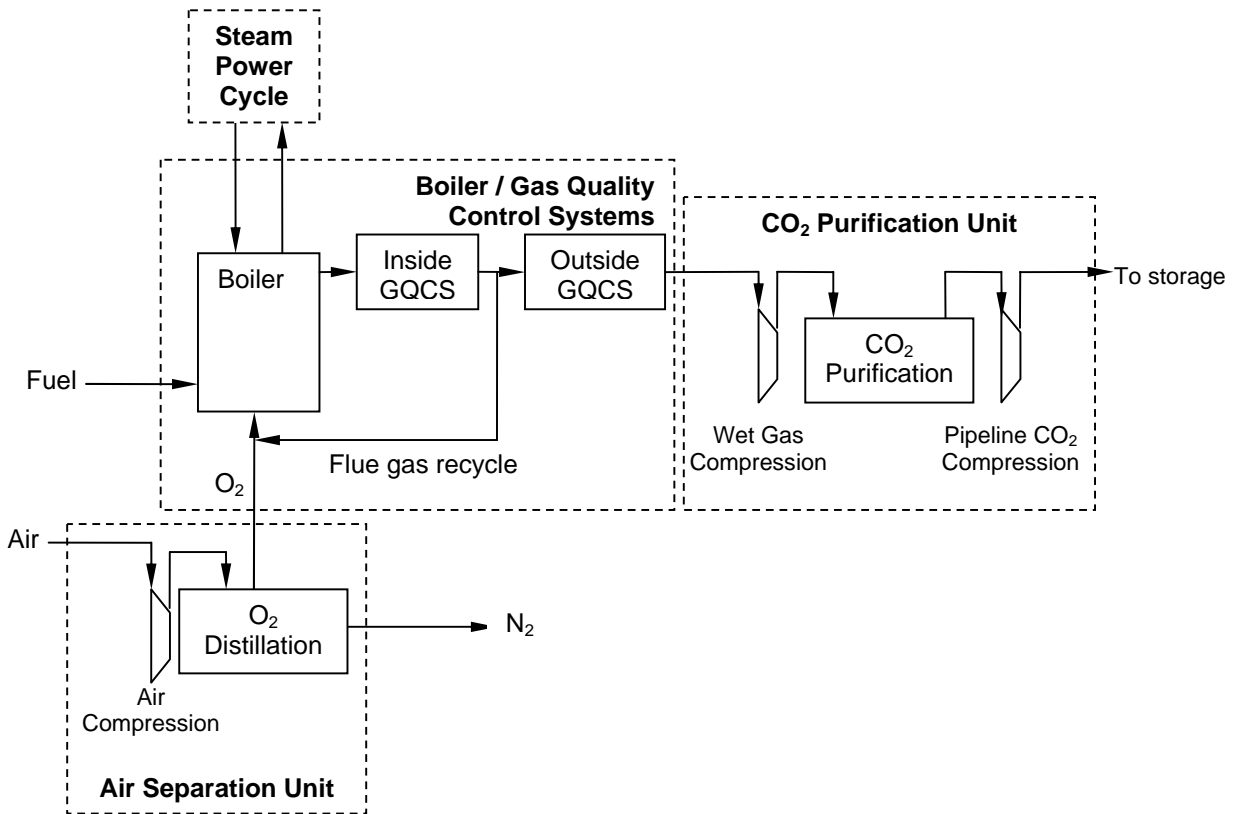 Steam
Power
Cycle
Boiler / Gas Quality
Control Systems
CO₂ Purification Unit
Boiler
Inside
GQCS
Outside
GQCS
To storage
CO₂
Purification
Fuel
Wet Gas
Compression
Pipeline CO₂
Compression
Flue gas recycle
O₂
Air
O₂
Distillation
N₂
Air
Compression
Air Separation Unit